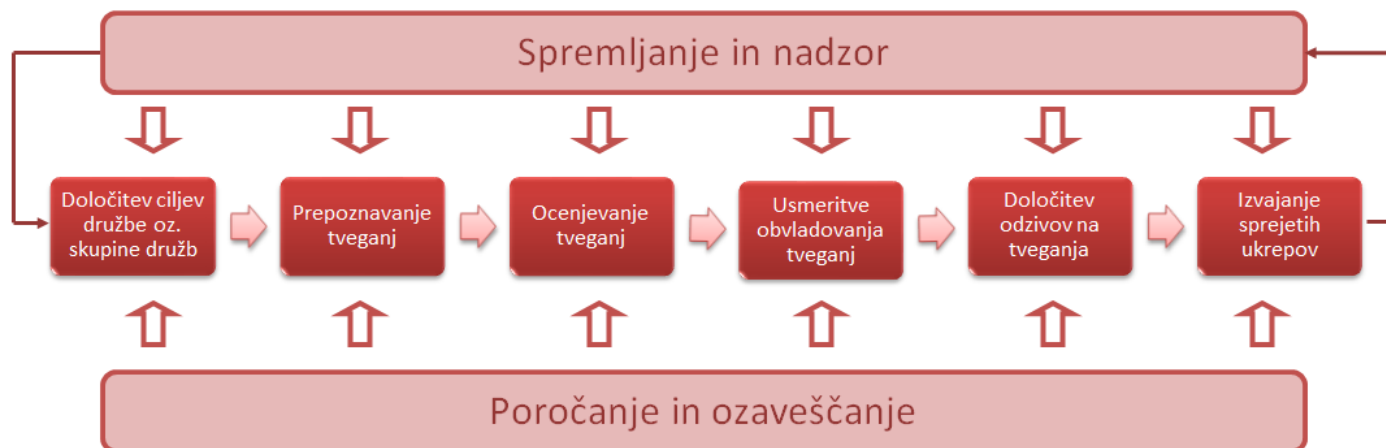 Spremljanje in nadzor
Določitev ciljev
družbe oz.
skupine družb
Prepoznavanje
tveganj
Ocenjevanje
tveganj
Usmeritve
obvladovanja
tveganj
Določitev
odzivov na
tveganja
Izvajanje
sprejetih
ukrepov
Poročanje in ozaveščanje